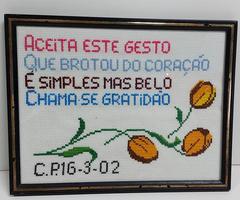 ACEITA ESTE GESTO
QUE BROTOU DO CORAÇÃO
É SIMPLES MAS BELO
CHAMA-SE GRATIDÃO
C.P.16-3-02